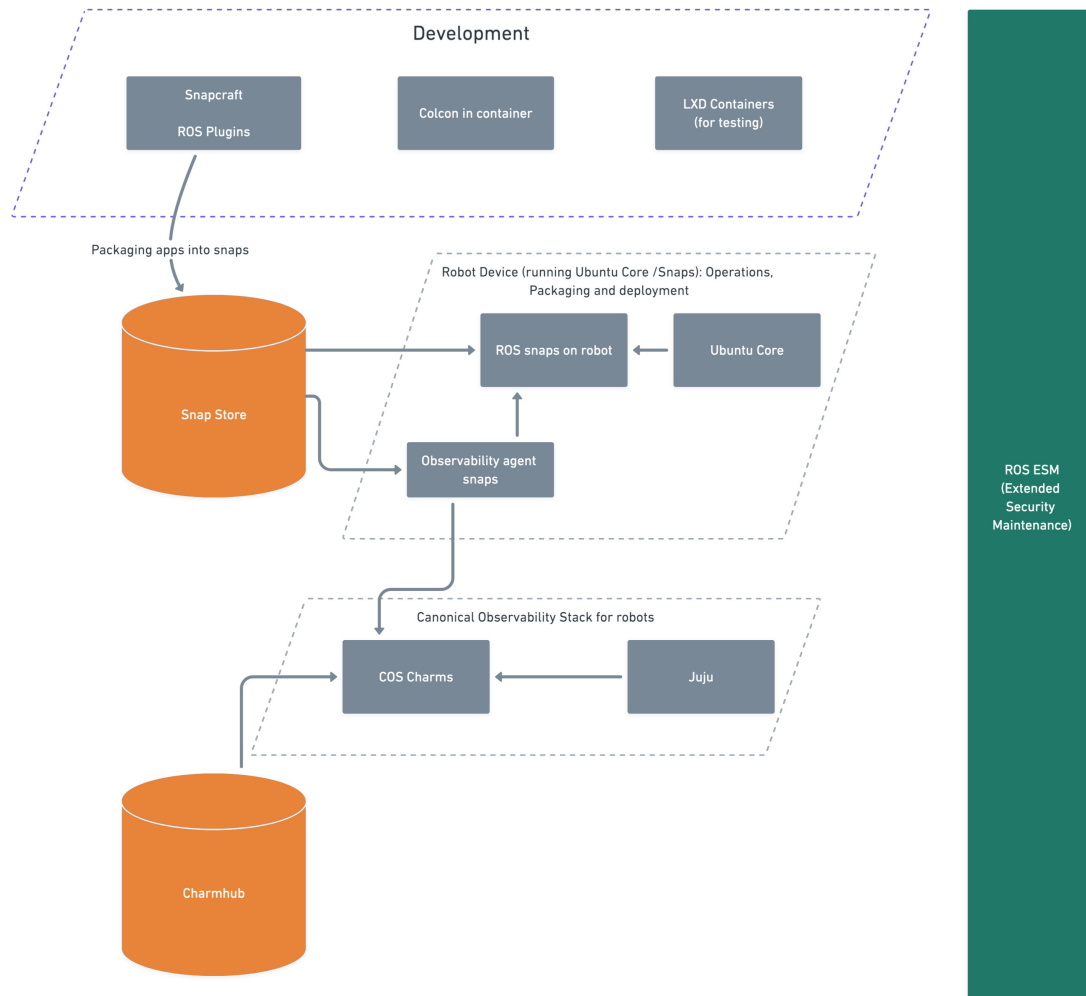 Development
Snapcraft
ROS Plugins
Colcon in container
LXD Containers
(for testing)
Packaging apps into snaps
Robot Device (running Ubuntu Core /Snaps): Operations,
Packaging and deployment
ROS snaps on robot
Ubuntu Core
Snap Store
Observability agent
snaps
ROS ESM
(Extended
Security
Maintenance)
Canonical Observability Stack for robots
COS Charms
Juju
Charmhub